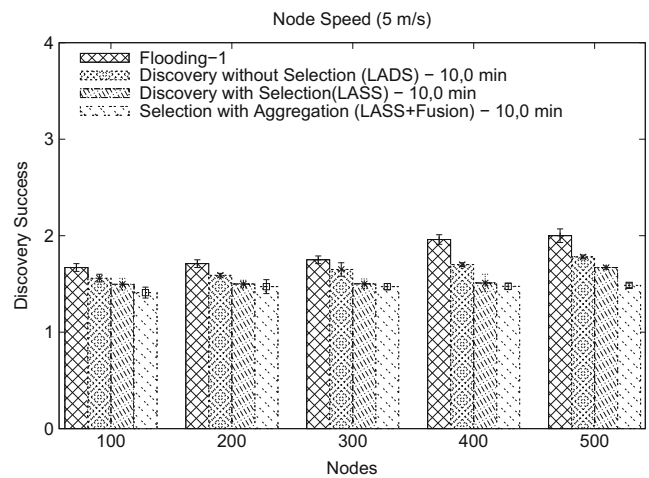 Node Speed (5 m/s)
4
Flooding−1
Discovery without Selection (LADS) − 10,0 min
Discovery with Selection(LASS) − 10,0 min
Selection with Aggregation (LASS+Fusion) − 10,0 min
3
2
1
0
Discovery Success
100 200 300 400 500
Nodes